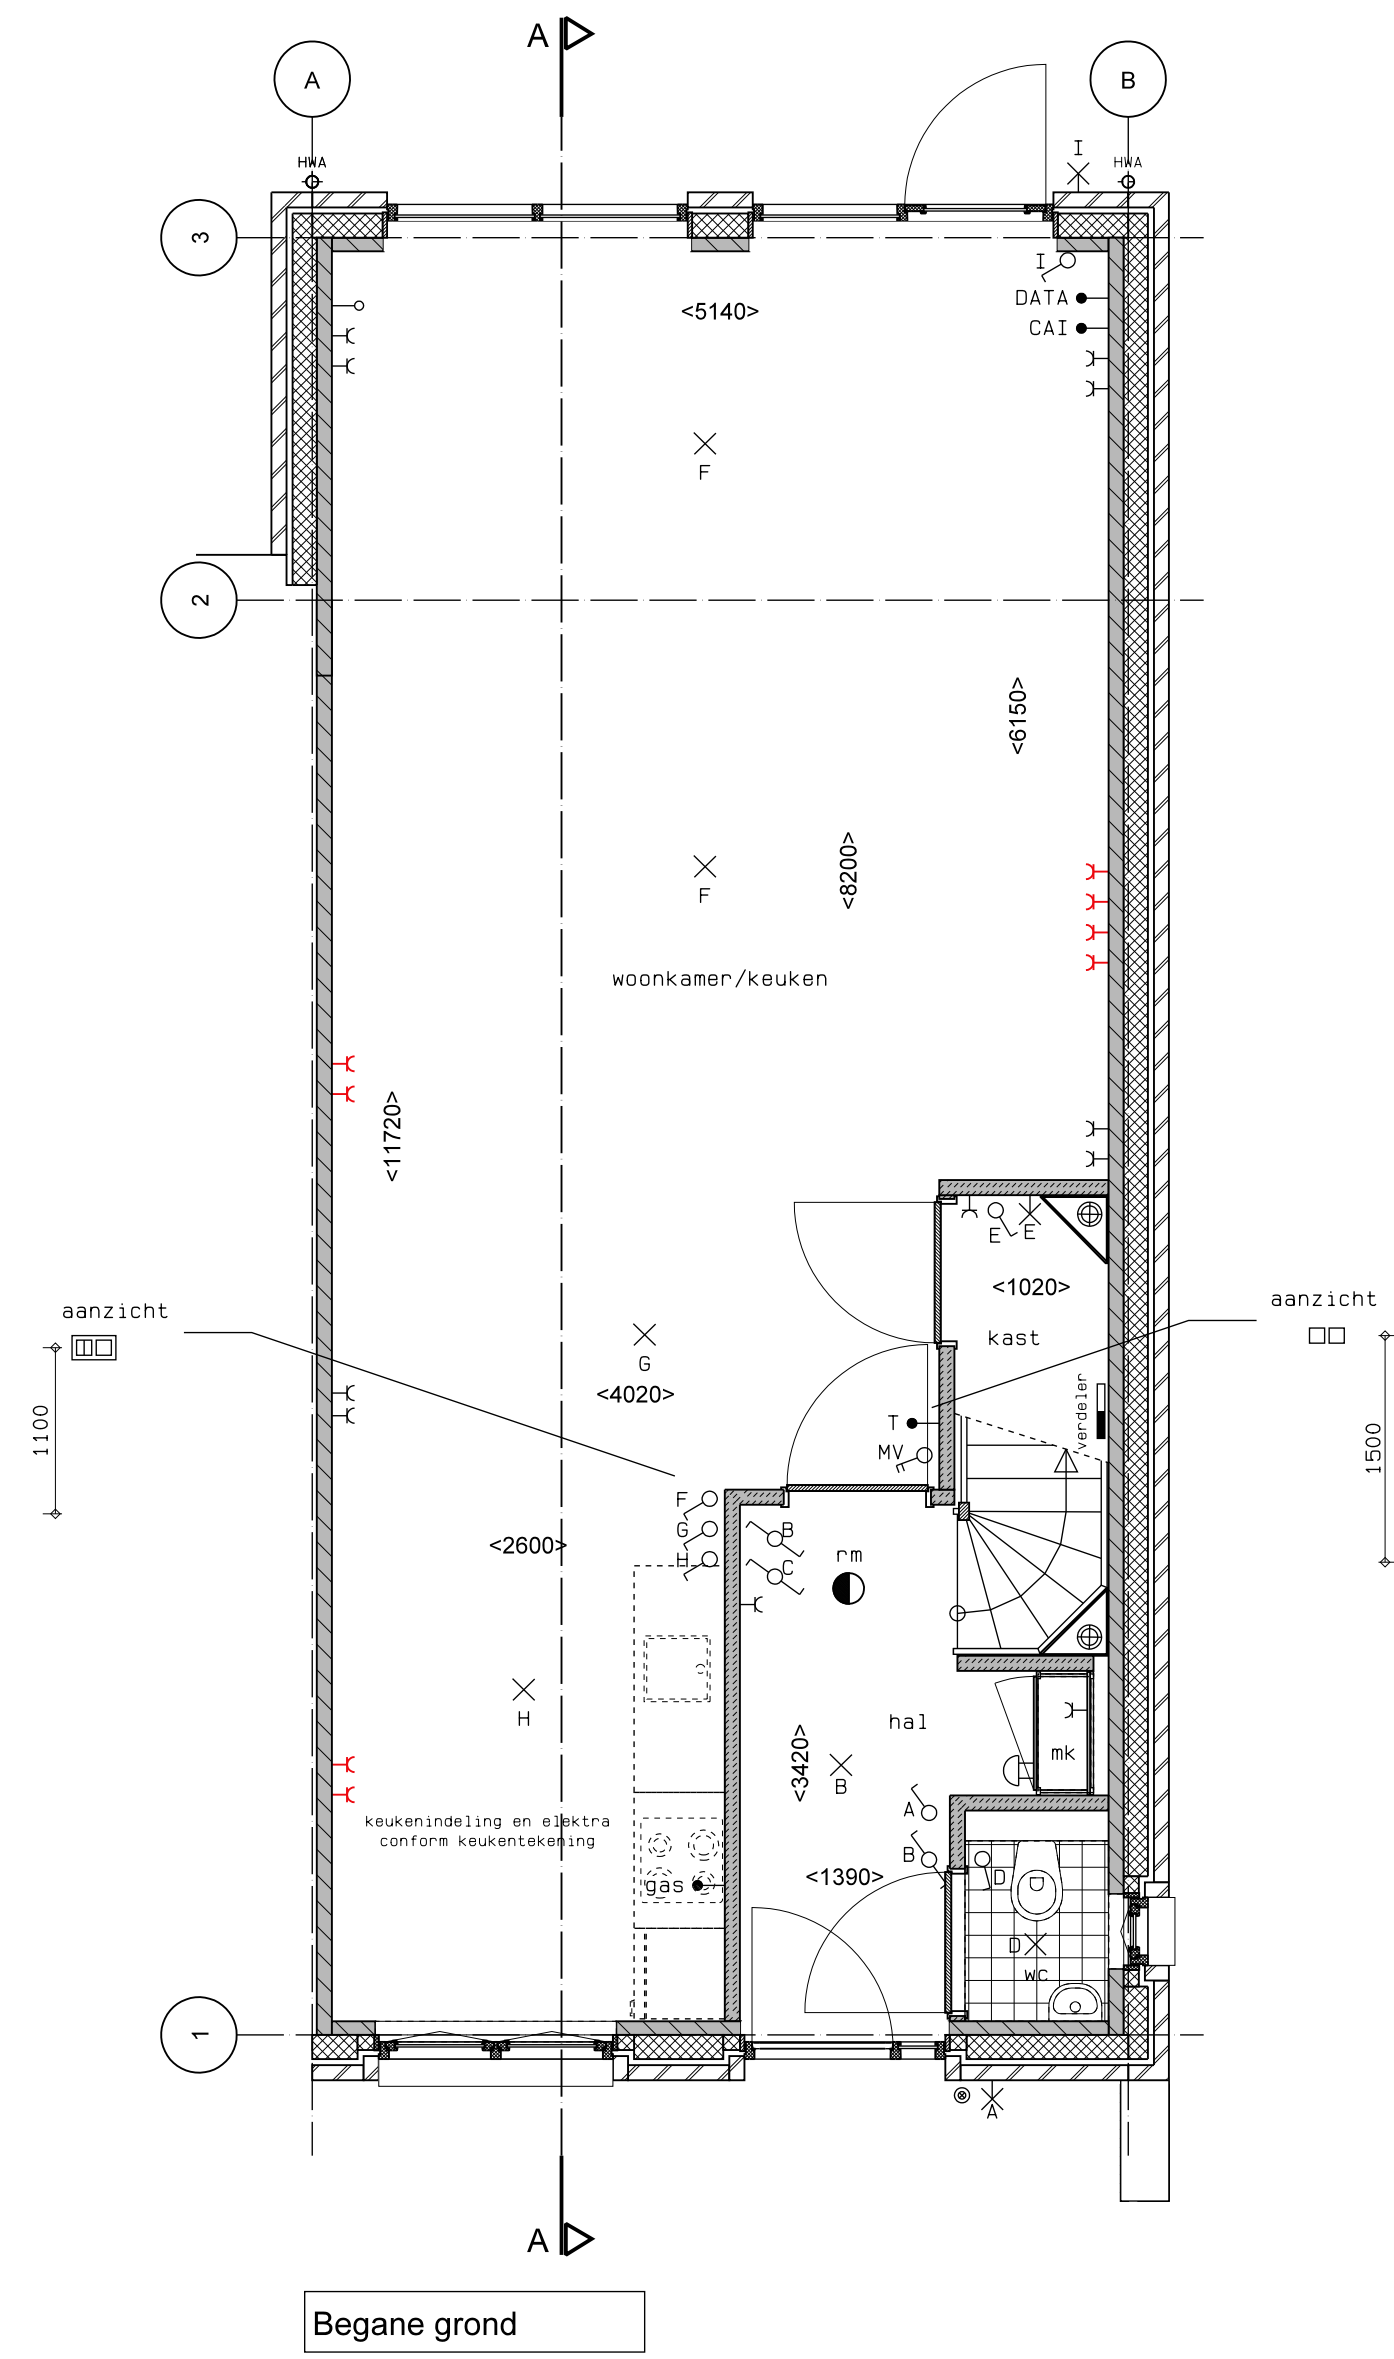 A
A
B
HWA
HWA
I
3
I
DATA
CAI
<5140>
F
2
<6150>
<8200>
F
woonkamer/keuken
<11720>
E
E
<1020>
kast
aanzicht
aanzicht
G
<4020>
verdeler
1100
1500
T
MV
F
G
H
B
C
rm
<2600>
H
hal
<3420>
B
mk
A
B
keukenindeling en elektra
conform keukentekening
<1390>
D
gas
D
wc
1
A
A
Begane grond